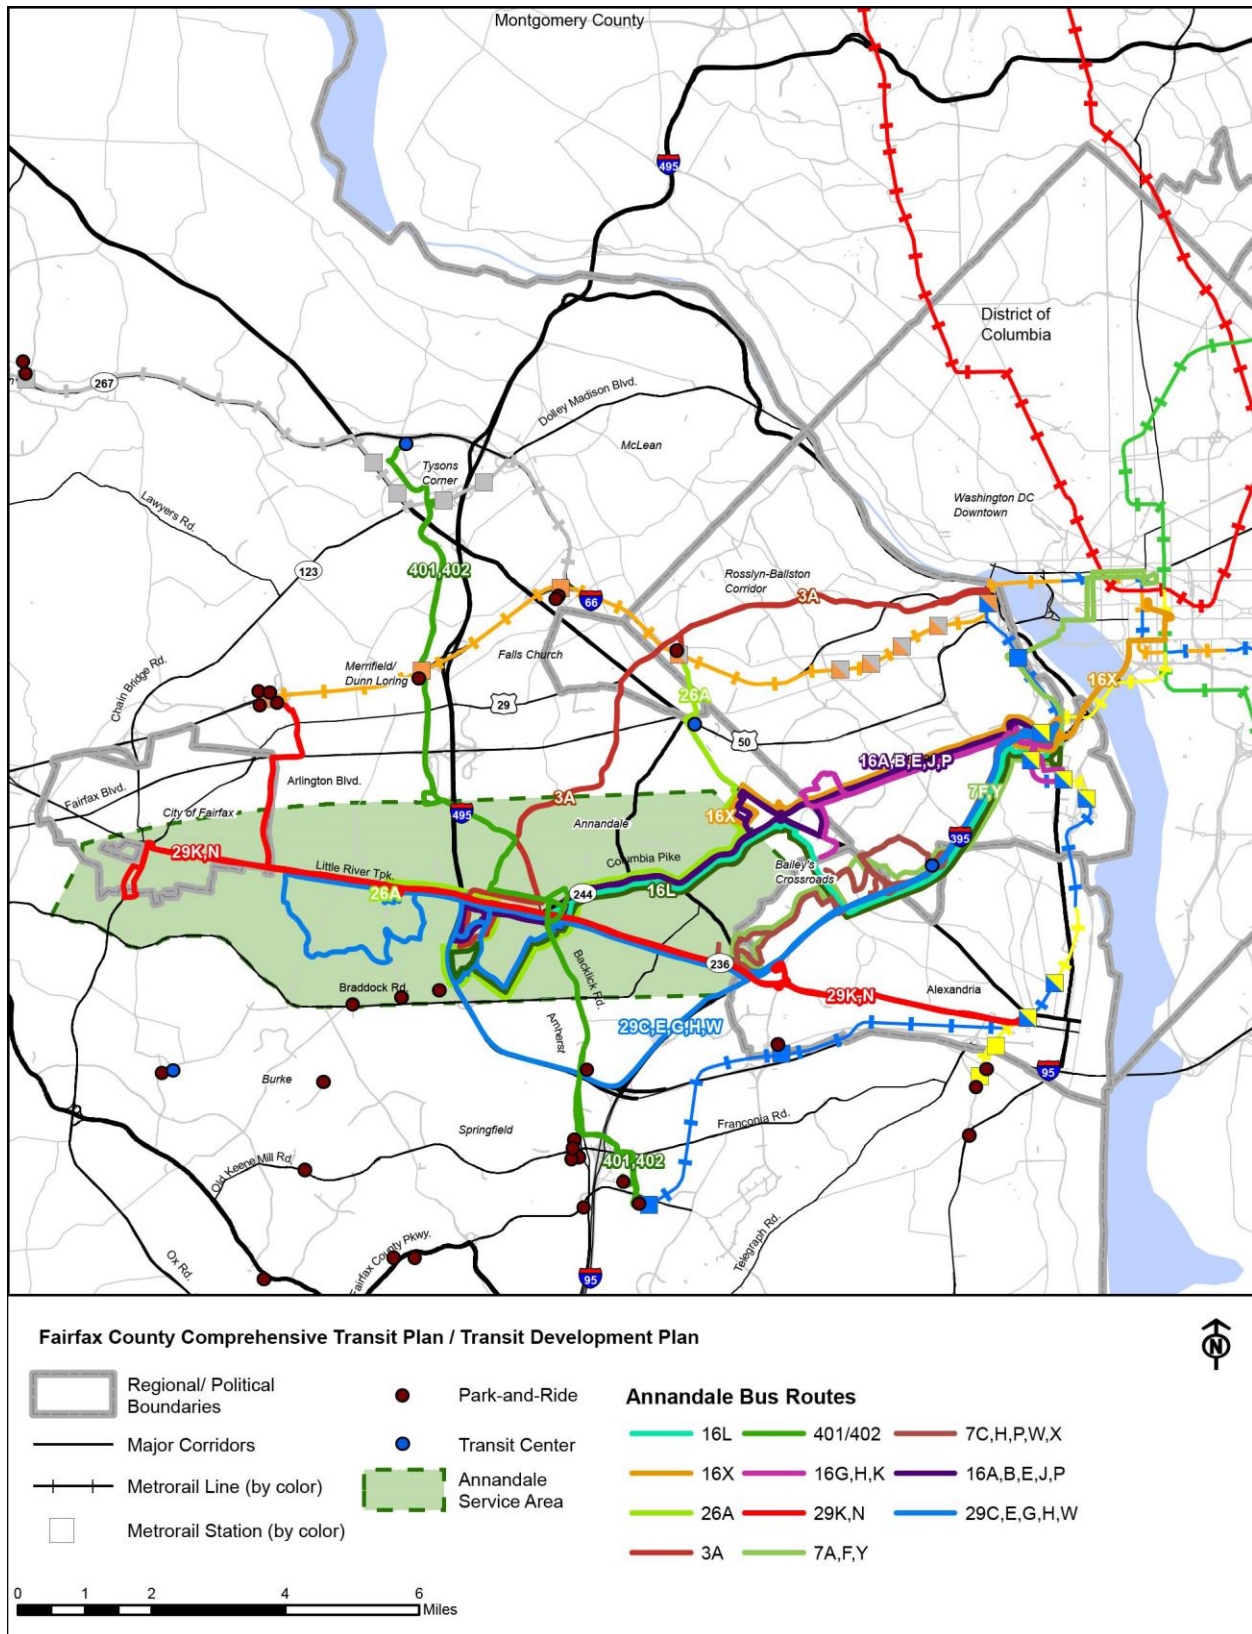 Montgomery County
495
District of
Columbia
267
Dolley Madison Blvd.
McLean
Tysons
Corner
Lawyers Rd.
Washington DC
Downtown
401,402
123
Rosslyn-Ballston
Corridor
3A
66
Falls Church
Merrifield/
Dunn Loring
Chain Bridge Rd.
26A
16X
29
50
16A,B,E,J,P
Arlington Blvd.
Fairfax Blvd.
7F,Y
3A
495
City of Fairfax
16X
Annandale
395
29K,N
Columbia Pike
Little River Tpk.
Bailey's
Crossroads
26A
244
16L
236
Backlick Rd.
Braddock Rd.
Alexandria
29K,N
Amherst
29C,E,G,H,W
95
Burke
Franconia Rd.
Springfield
401,402
Old Keene Mill Rd.
Telegraph Rd.
Fairfax County Pkwy.
Ox Rd.
95
Fairfax County Comprehensive Transit Plan / Transit Development Plan
N
Regional/ Political
Boundaries
Major Corridors
Metrorail Line (by color)
Metrorail Station (by color)
Park-and-Ride
Transit Center
Annandale
Service Area
Annandale Bus Routes
16L 401/402 7C,H,P,W,X
16X 16G,H,K 16A,B,E,J,P
26A 29K,N 29C,E,G,H,W
3A 7A,F,Y
0 1 2 4 6
Miles